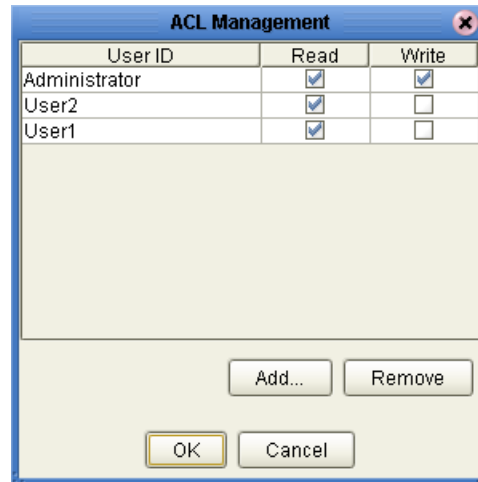 ACL Management
User ID Read Write
Administrator
User2
User1
Add... Remove
OK Cancel